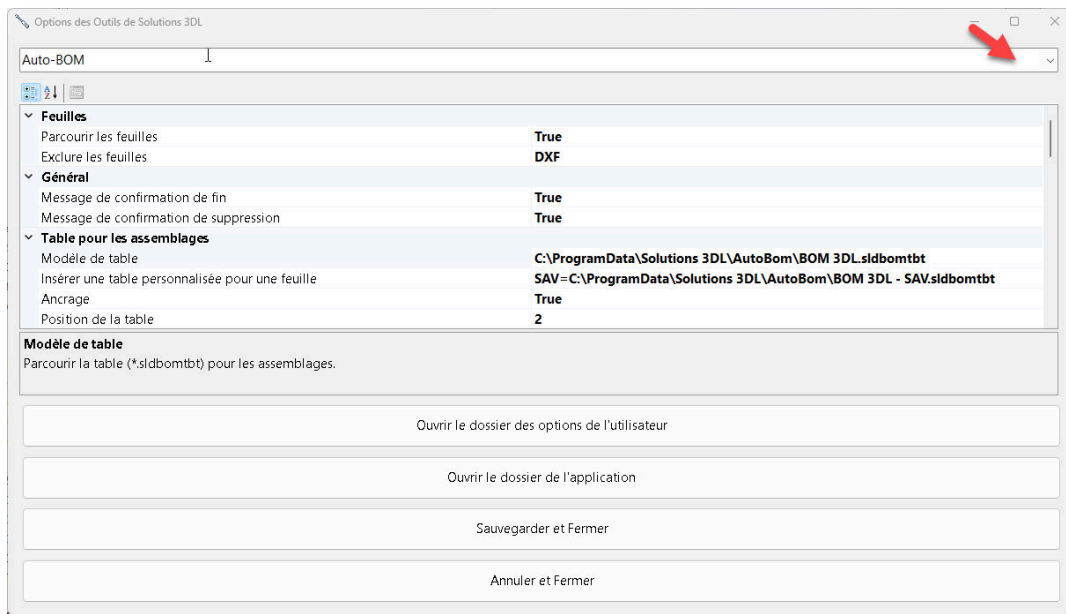 Options des Outils de Solutions 3DL
Auto-BOM
Feuilles
Parcourir les feuilles True
Exclure les feuilles DXF
Général
Message de confirmation de fin True
Message de confirmation de suppression True
Table pour les assemblages
Modèle de table C:\ProgramData\Solutions 3DL\AutoBom\BOM 3DL.sldbomtbt
Insérer une table personnalisée pour une feuille SAV=C:\ProgramData\Solutions 3DL\AutoBom\BOM 3DL - SAV.sldbomtbt
Ancrage True
Position de la table 2
Modèle de table
Parcourir la table (*.sldbomtbt) pour les assemblages.
Ouvrir le dossier des options de l'utilisateur
Ouvrir le dossier de l'application
Sauvegarder et Fermer
Annuler et Fermer